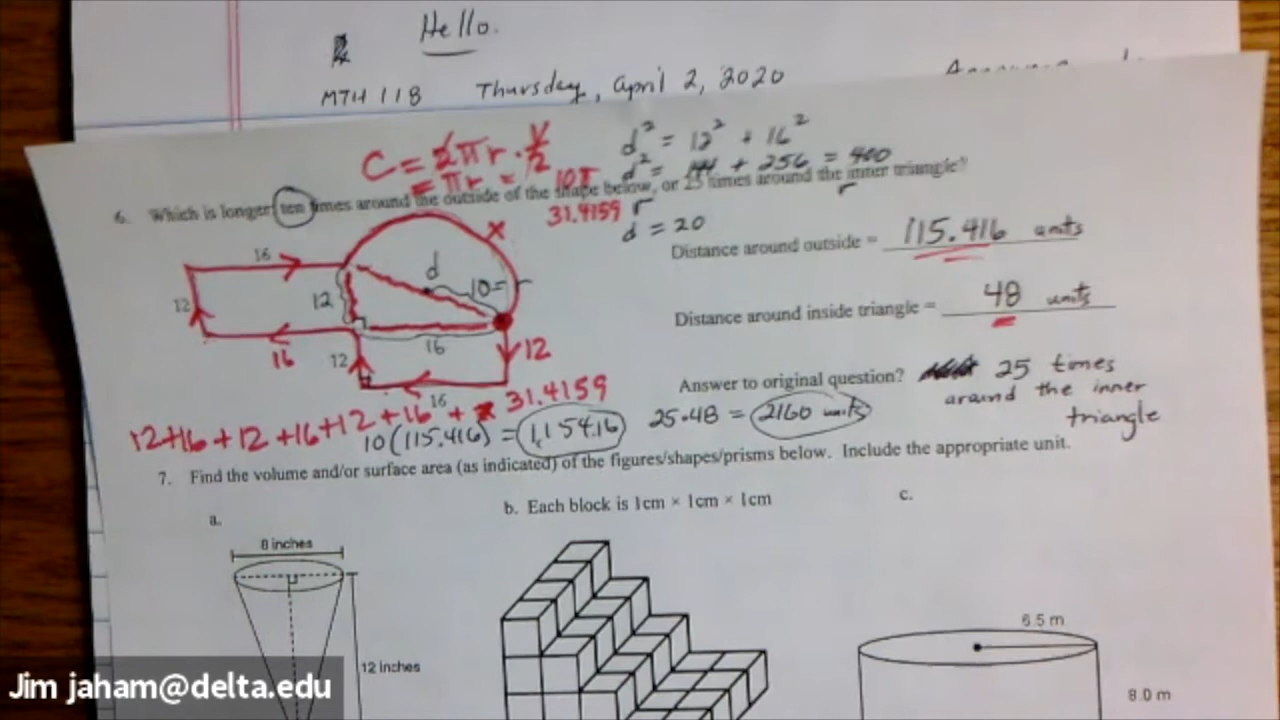 Hello.
MTH 118 Thursday, April 2, 2020
C = 2πr · 1/2
= πr = 10π
31.4159
d² = 12² + 16²
d² = 144 + 256 = 400
d = 20
6. Which is longer ten times around the outside of the shape below, or 25 times around the inner triangle?
Distance around outside = 115.416 units
Distance around inside triangle = 48 units
Answer to original question? 25 times
around the inner
triangle
16
x
d
10 = r
12
12
16
16
12
12
16
12+16+12+16+12+16+ 31.4159
10(115.416) = 1,154.16
25·48 = 2160 units
7. Find the volume and/or surface area (as indicated) of the figures/shapes/prisms below. Include the appropriate unit.
a.
b. Each block is 1cm × 1cm × 1cm
c.
8 inches
12 inches
6.5 m
8.0 m
Jim jaham@delta.edu